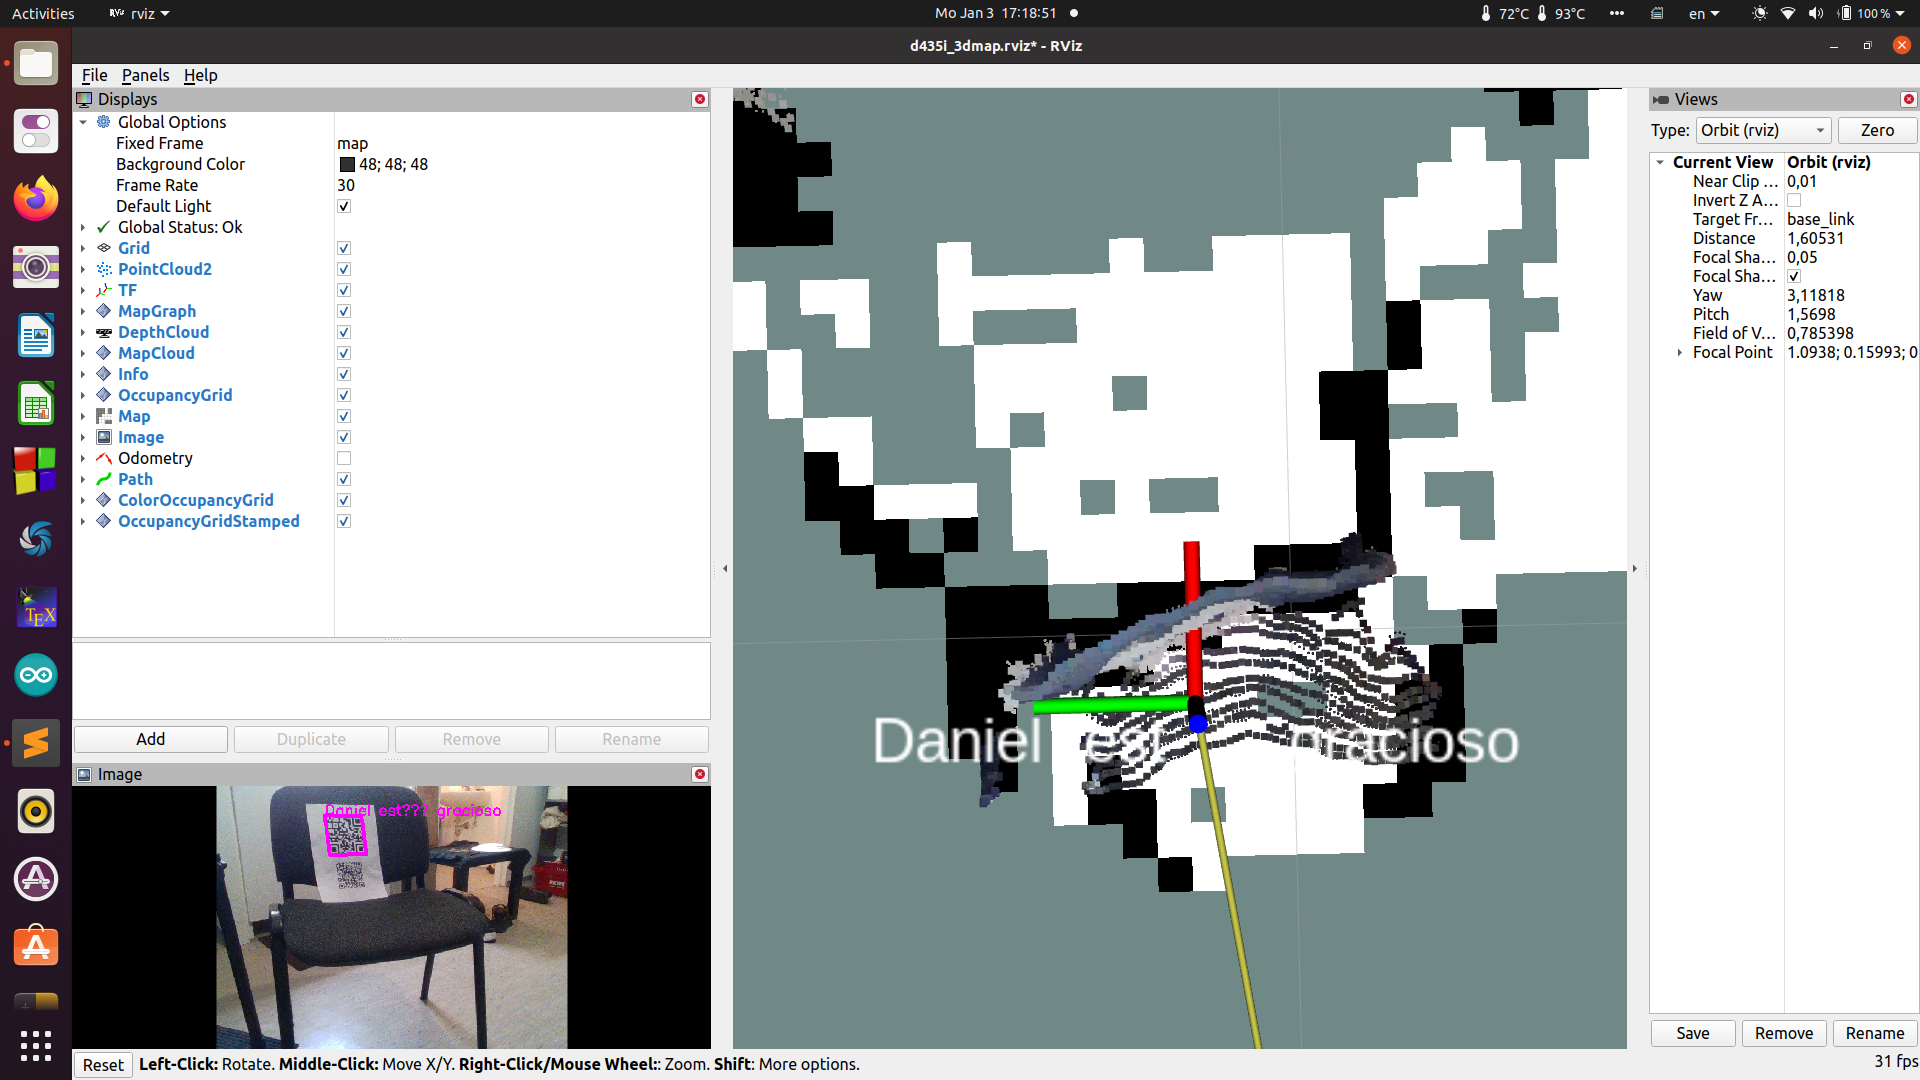 Activities
rviz
Mo Jan 3 17:18:51
72°C
93°C
en
100 %
d435i_3dmap.rviz* - RViz
File Panels Help
Displays
Global Options
Fixed Frame map
Background Color 48; 48; 48
Frame Rate 30
Default Light
Global Status: Ok
Grid
PointCloud2
TF
MapGraph
DepthCloud
MapCloud
Info
OccupancyGrid
Map
Image
Odometry
Path
ColorOccupancyGrid
OccupancyGridStamped
Add Duplicate Remove Rename
Image
Daniel est??? gracioso
Daniel est gracioso
Views
Type: Orbit (rviz) Zero
Current View Orbit (rviz)
Near Clip ... 0,01
Invert Z A...
Target Fr... base_link
Distance 1,60531
Focal Sha... 0,05
Focal Sha...
Yaw 3,11818
Pitch 1,5698
Field of V... 0,785398
Focal Point 1.0938; 0.15993; 0
Save Remove Rename
Reset Left-Click: Rotate. Middle-Click: Move X/Y. Right-Click/Mouse Wheel:: Zoom. Shift: More options.
31 fps
TEX